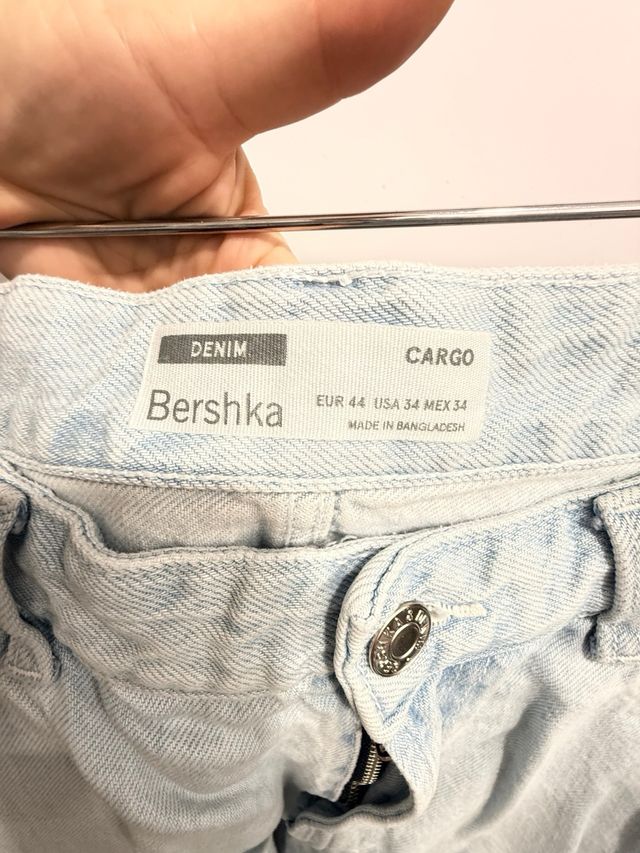 DENIM
CARGO
Bershka
EUR 44 USA 34 MEX 34
MADE IN BANGLADESH